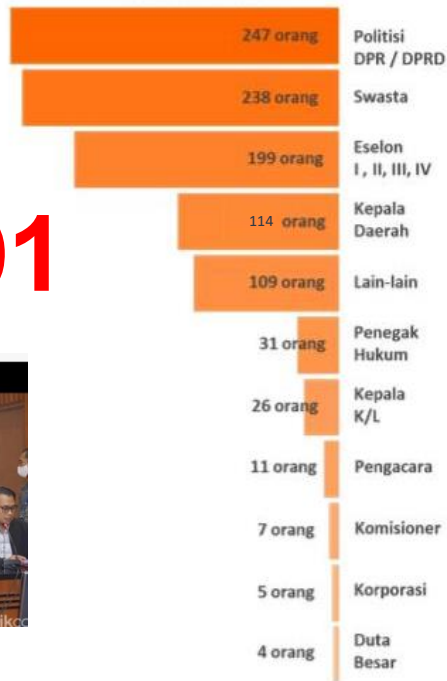 247 orang
Politisi
DPR / DPRD
238 orang
Swasta
199 orang
Eselon
I , II, III, IV
114 orang
Kepala
Daerah
109 orang
Lain-lain
31 orang
Penegak
Hukum
26 orang
Kepala
K/L
11 orang
Pengacara
7 orang
Komisioner
5 orang
Korporasi
4 orang
Duta
Besar